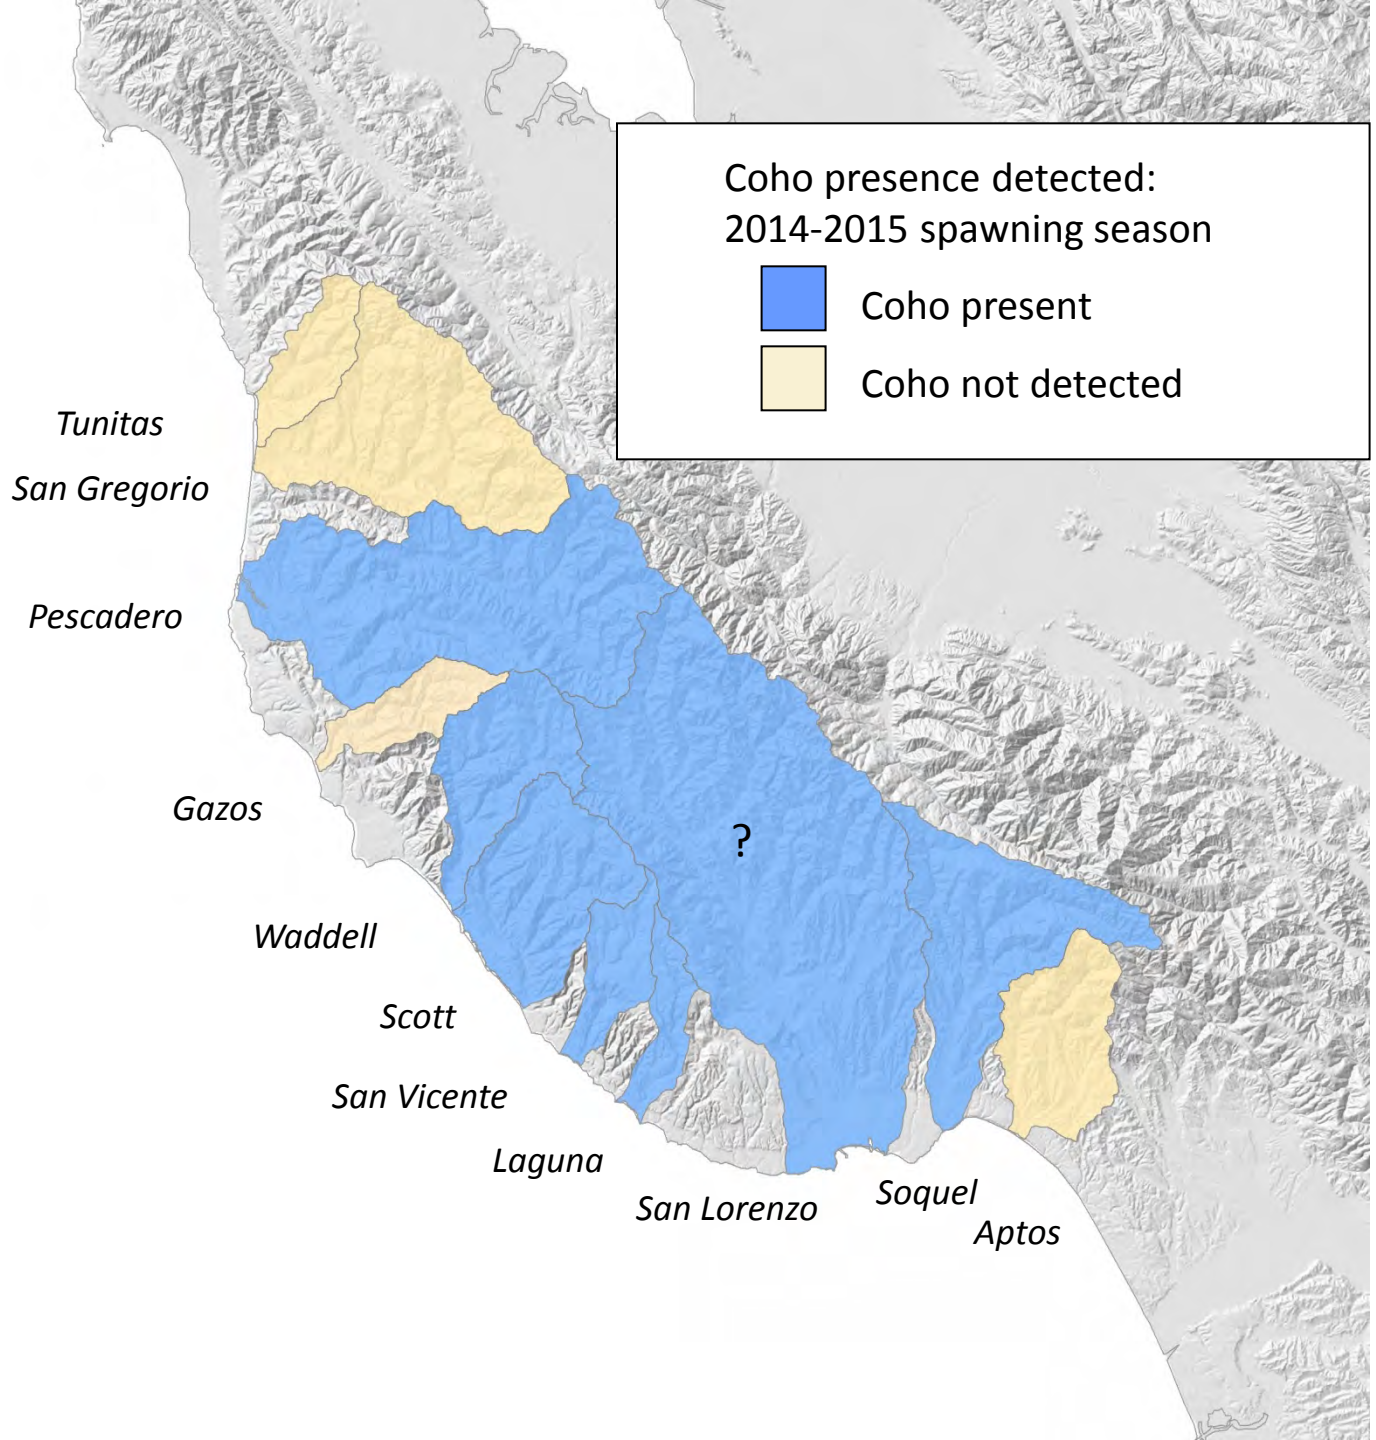 Coho presence detected:
2014-2015 spawning season
Coho present
Coho not detected
Tunitas
San Gregorio
Pescadero
Gazos
?
Waddell
Scott
San Vicente
Laguna
San Lorenzo
Soquel
Aptos